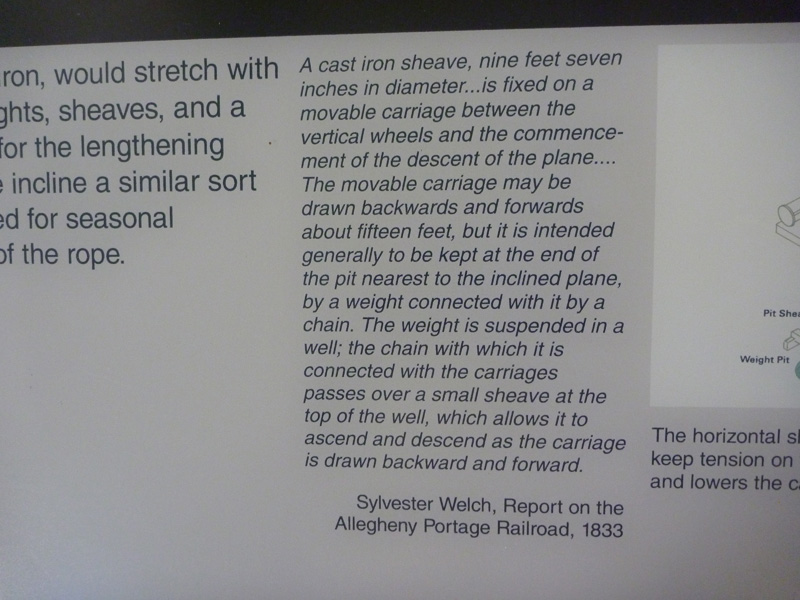 iron, would stretch with
ghts, sheaves, and a
for the lengthening
e incline a similar sort
ed for seasonal
of the rope.
A cast iron sheave, nine feet seven
inches in diameter...is fixed on a
movable carriage between the
vertical wheels and the commence-
ment of the descent of the plane....
The movable carriage may be
drawn backwards and forwards
about fifteen feet, but it is intended
generally to be kept at the end of
the pit nearest to the inclined plane,
by a weight connected with it by a
chain. The weight is suspended in a
well; the chain with which it is
connected with the carriages
passes over a small sheave at the
top of the well, which allows it to
ascend and descend as the carriage
is drawn backward and forward.
Sylvester Welch, Report on the
Allegheny Portage Railroad, 1833
Pit Shea
Weight Pit
The horizontal sh
keep tension on
and lowers the ca